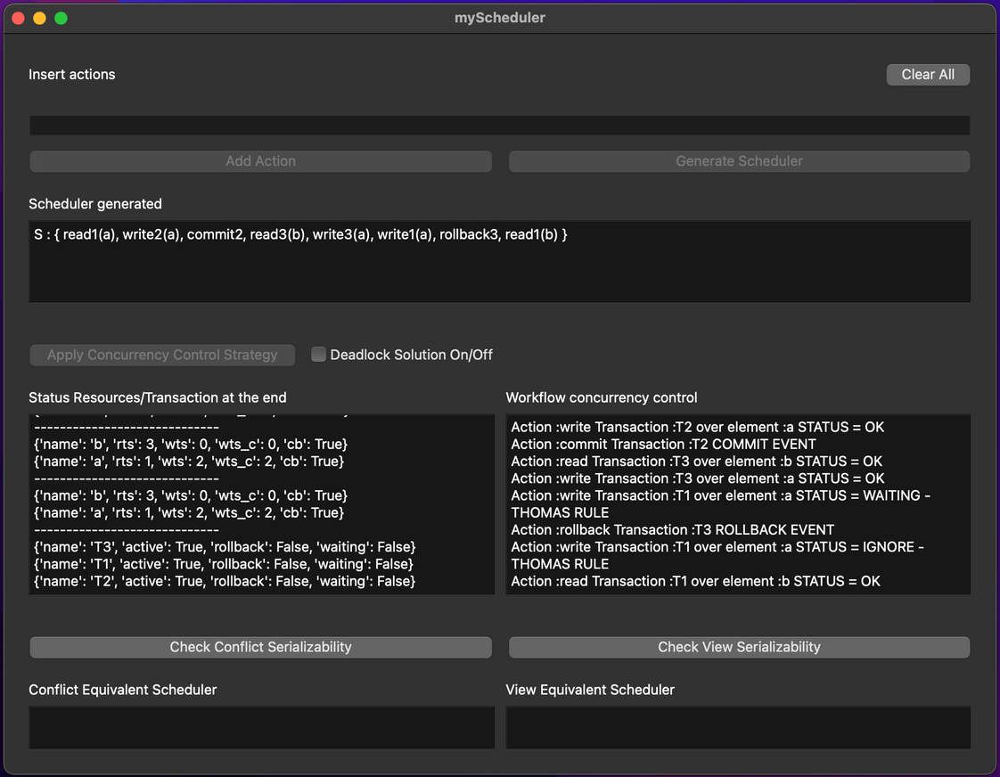 myScheduler
Insert actions
Clear All
Add Action
Generate Scheduler
Scheduler generated
S : { read1(a), write2(a), commit2, read3(b), write3(a), write1(a), rollback3, read1(b) }
Apply Concurrency Control Strategy
Deadlock Solution On/Off
Status Resources/Transaction at the end
-----------------------------
{'name': 'b', 'rts': 3, 'wts': 0, 'wts_c': 0, 'cb': True}
{'name': 'a', 'rts': 1, 'wts': 2, 'wts_c': 2, 'cb': True}
-----------------------------
{'name': 'b', 'rts': 3, 'wts': 0, 'wts_c': 0, 'cb': True}
{'name': 'a', 'rts': 1, 'wts': 2, 'wts_c': 2, 'cb': True}
-----------------------------
{'name': 'T3', 'active': True, 'rollback': False, 'waiting': False}
{'name': 'T1', 'active': True, 'rollback': False, 'waiting': False}
{'name': 'T2', 'active': True, 'rollback': False, 'waiting': False}
Workflow concurrency control
Action :write Transaction :T2 over element :a STATUS = OK
Action :commit Transaction :T2 COMMIT EVENT
Action :read Transaction :T3 over element :b STATUS = OK
Action :write Transaction :T3 over element :a STATUS = OK
Action :write Transaction :T1 over element :a STATUS = WAITING -
THOMAS RULE
Action :rollback Transaction :T3 ROLLBACK EVENT
Action :write Transaction :T1 over element :a STATUS = IGNORE -
THOMAS RULE
Action :read Transaction :T1 over element :b STATUS = OK
Check Conflict Serializability
Check View Serializability
Conflict Equivalent Scheduler
View Equivalent Scheduler